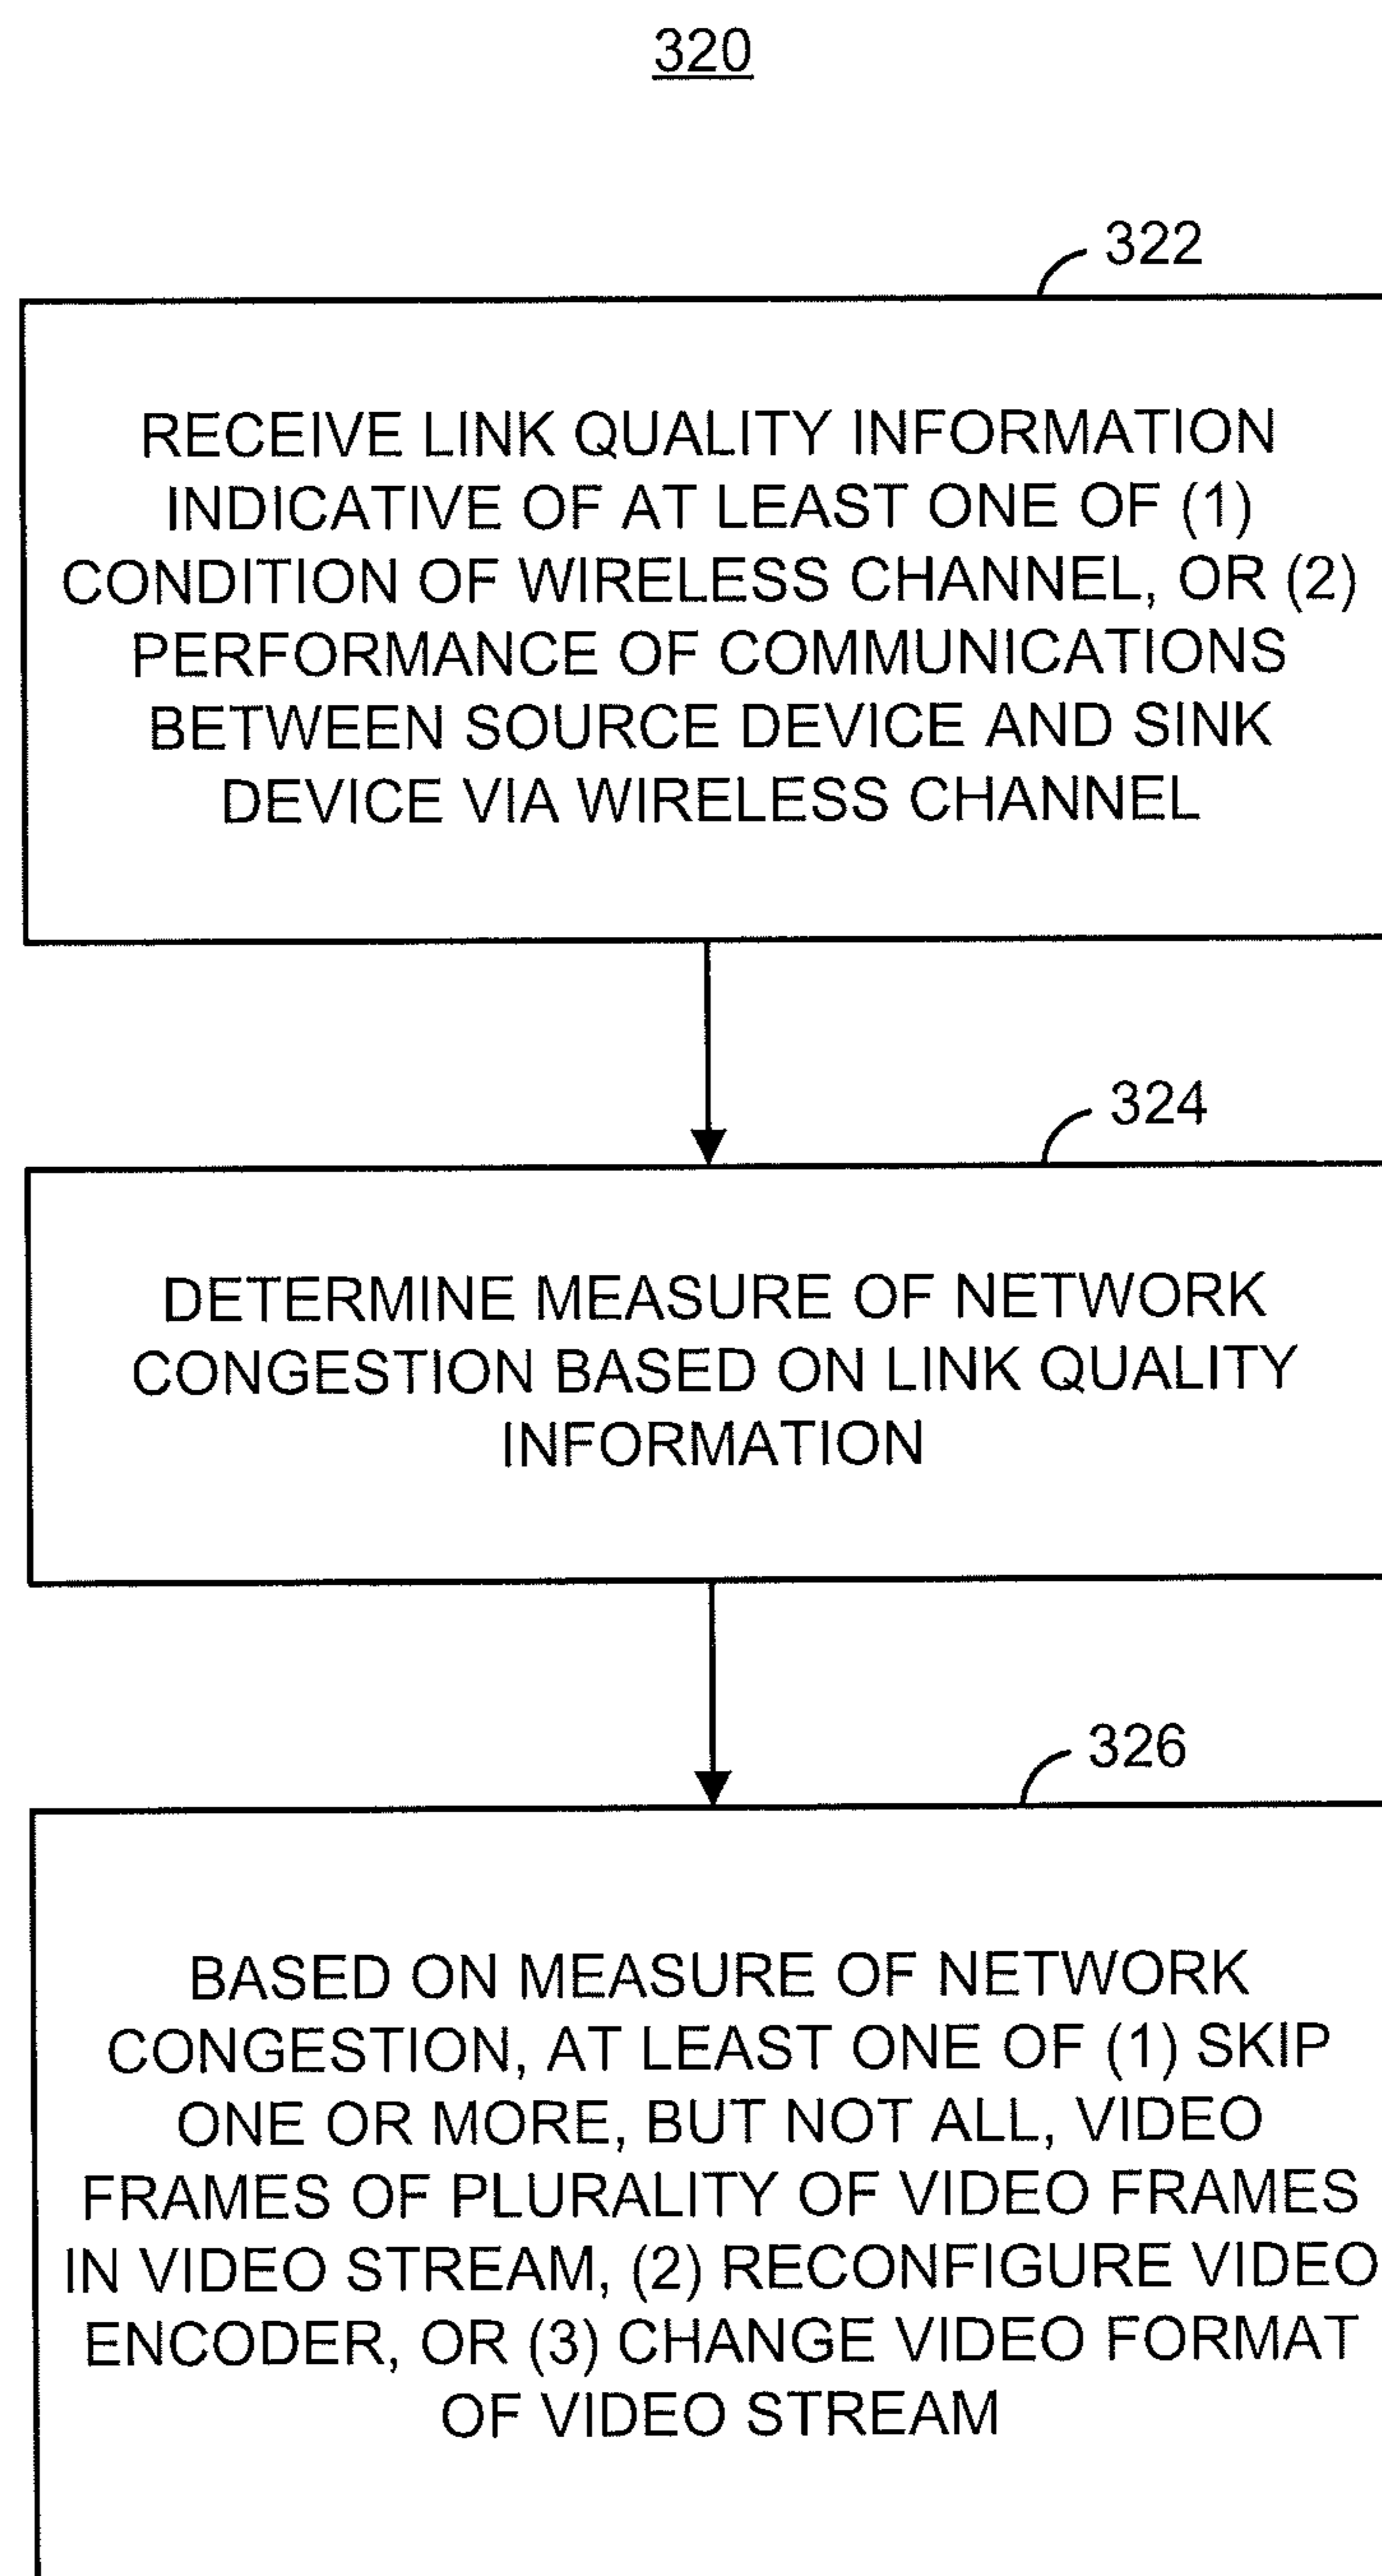 320
322
RECEIVE LINK QUALITY INFORMATION
INDICATIVE OF AT LEAST ONE OF (1)
CONDITION OF WIRELESS CHANNEL, OR (2)
PERFORMANCE OF COMMUNICATIONS
BETWEEN SOURCE DEVICE AND SINK
DEVICE VIA WIRELESS CHANNEL
324
DETERMINE MEASURE OF NETWORK
CONGESTION BASED ON LINK QUALITY
INFORMATION
326
BASED ON MEASURE OF NETWORK
CONGESTION, AT LEAST ONE OF (1) SKIP
ONE OR MORE, BUT NOT ALL, VIDEO
FRAMES OF PLURALITY OF VIDEO FRAMES
IN VIDEO STREAM, (2) RECONFIGURE VIDEO
ENCODER, OR (3) CHANGE VIDEO FORMAT
OF VIDEO STREAM